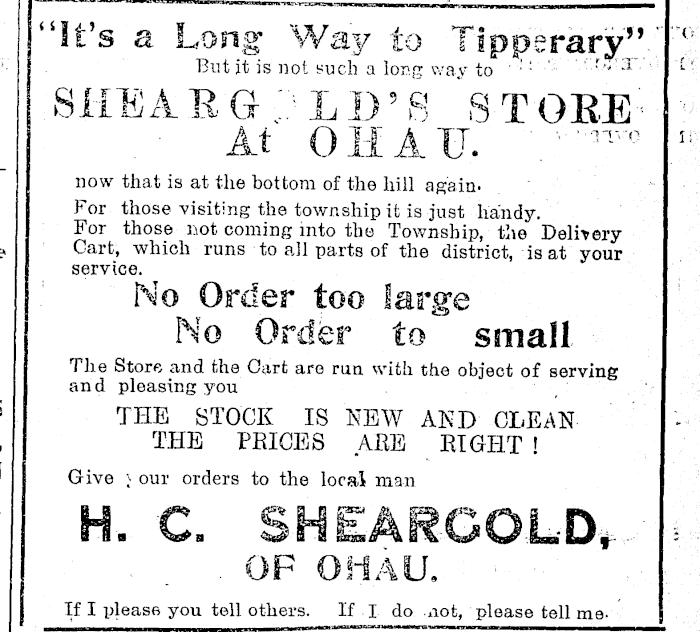 "It's a Long Way to Tipperary"
But it is not such a long way to
SHEARGOLD'S STORE
At OHAU.
now that is at the bottom of the hill again.
For those visiting the township it is just handy.
For those not coming into the Township, the Delivery
Cart, which runs to all parts of the district, is at your
service.
No Order too large
No Order to small
The Store and the Cart are run with the object of serving
and pleasing you
THE STOCK IS NEW AND CLEAN
THE PRICES ARE RIGHT!
Give your orders to the local man
H. C. SHEARGOLD,
OF OHAU.
If I please you tell others. If I do not, please tell me.